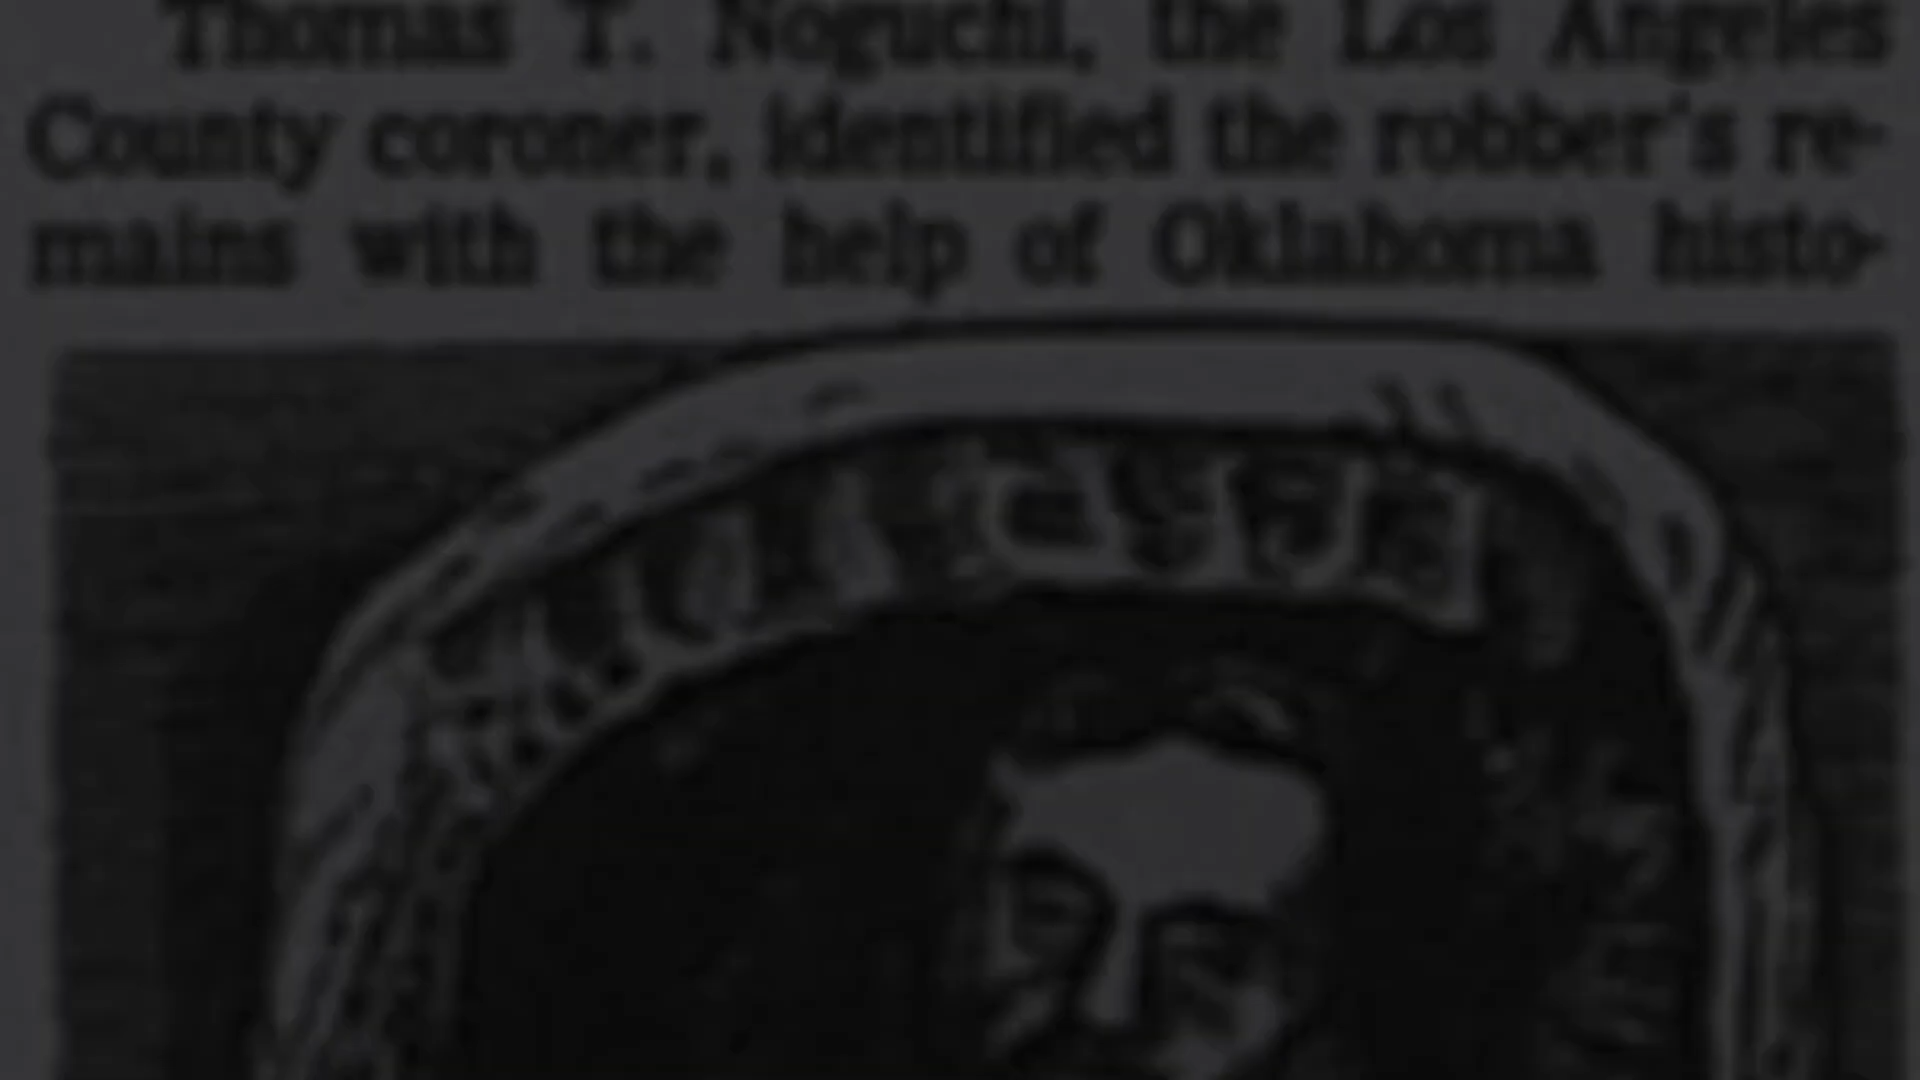 Thomas T. Noguchi, the Los Angeles
County coroner, identified the robber's re-
mains with the help of Oklahoma histo-